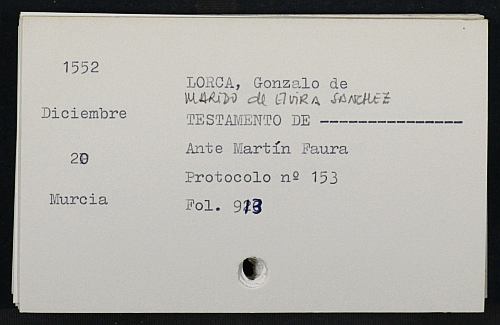 1552
Diciembre
20
Murcia
LORCA, Gonzalo de
MARIDO de ElviRA SANCHEZ
TESTAMENTO DE ---------------
Ante Martín Faura
Protocolo nº 153
Fol.